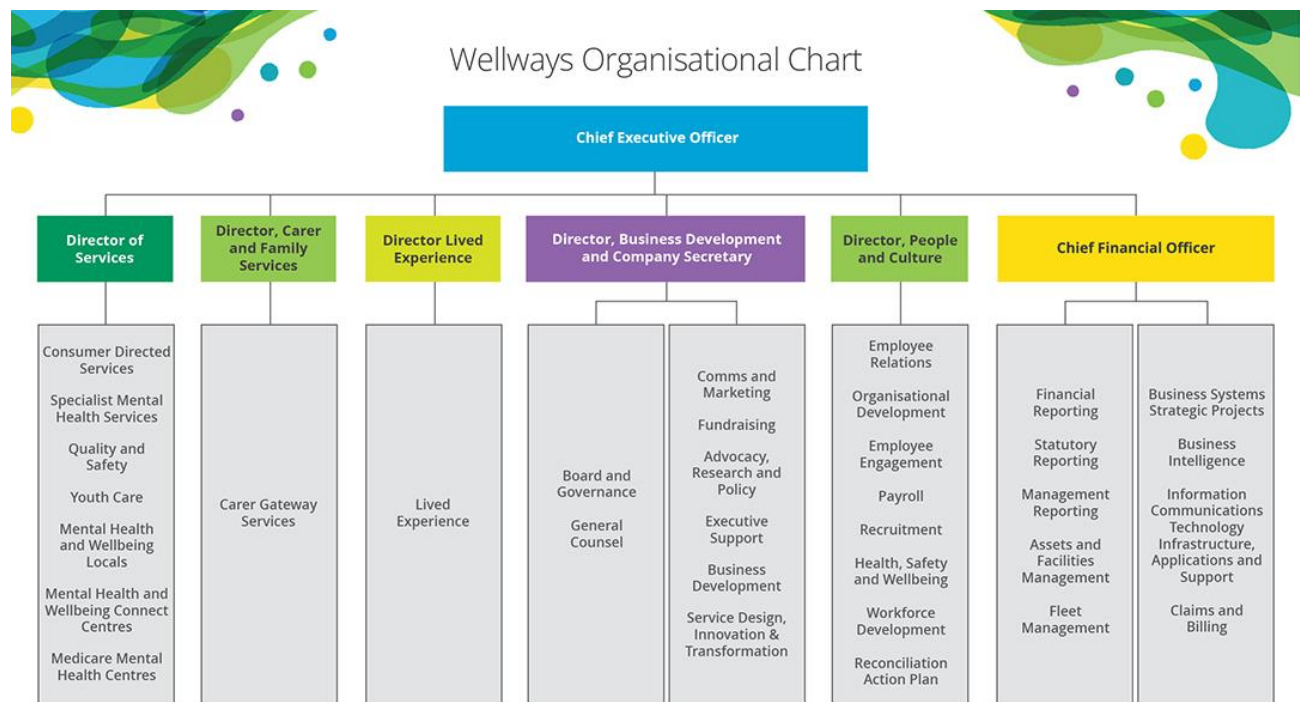 Wellways Organisational Chart
Chief Executive Officer
Director of
Services
Director, Carer
and Family
Services
Director Lived
Experience
Director, Business Development
and Company Secretary
Director, People
and Culture
Chief Financial Officer
Consumer Directed
Services
Specialist Mental
Health Services
Quality and
Safety
Youth Care
Mental Health
and Wellbeing
Locals
Mental Health and
Wellbeing Connect
Centres
Medicare Mental
Health Centres
Carer Gateway
Services
Lived
Experience
Board and
Governance
General
Counsel
Comms and
Marketing
Fundraising
Advocacy,
Research and
Policy
Executive
Support
Business
Development
Service Design,
Innovation &
Transformation
Employee
Relations
Organisational
Development
Employee
Engagement
Payroll
Recruitment
Health, Safety
and Wellbeing
Workforce
Development
Reconciliation
Action Plan
Financial
Reporting
Statutory
Reporting
Management
Reporting
Assets and
Facilities
Management
Fleet
Management
Business Systems
Strategic Projects
Business
Intelligence
Information
Communications
Technology
Infrastructure,
Applications and
Support
Claims and
Billing